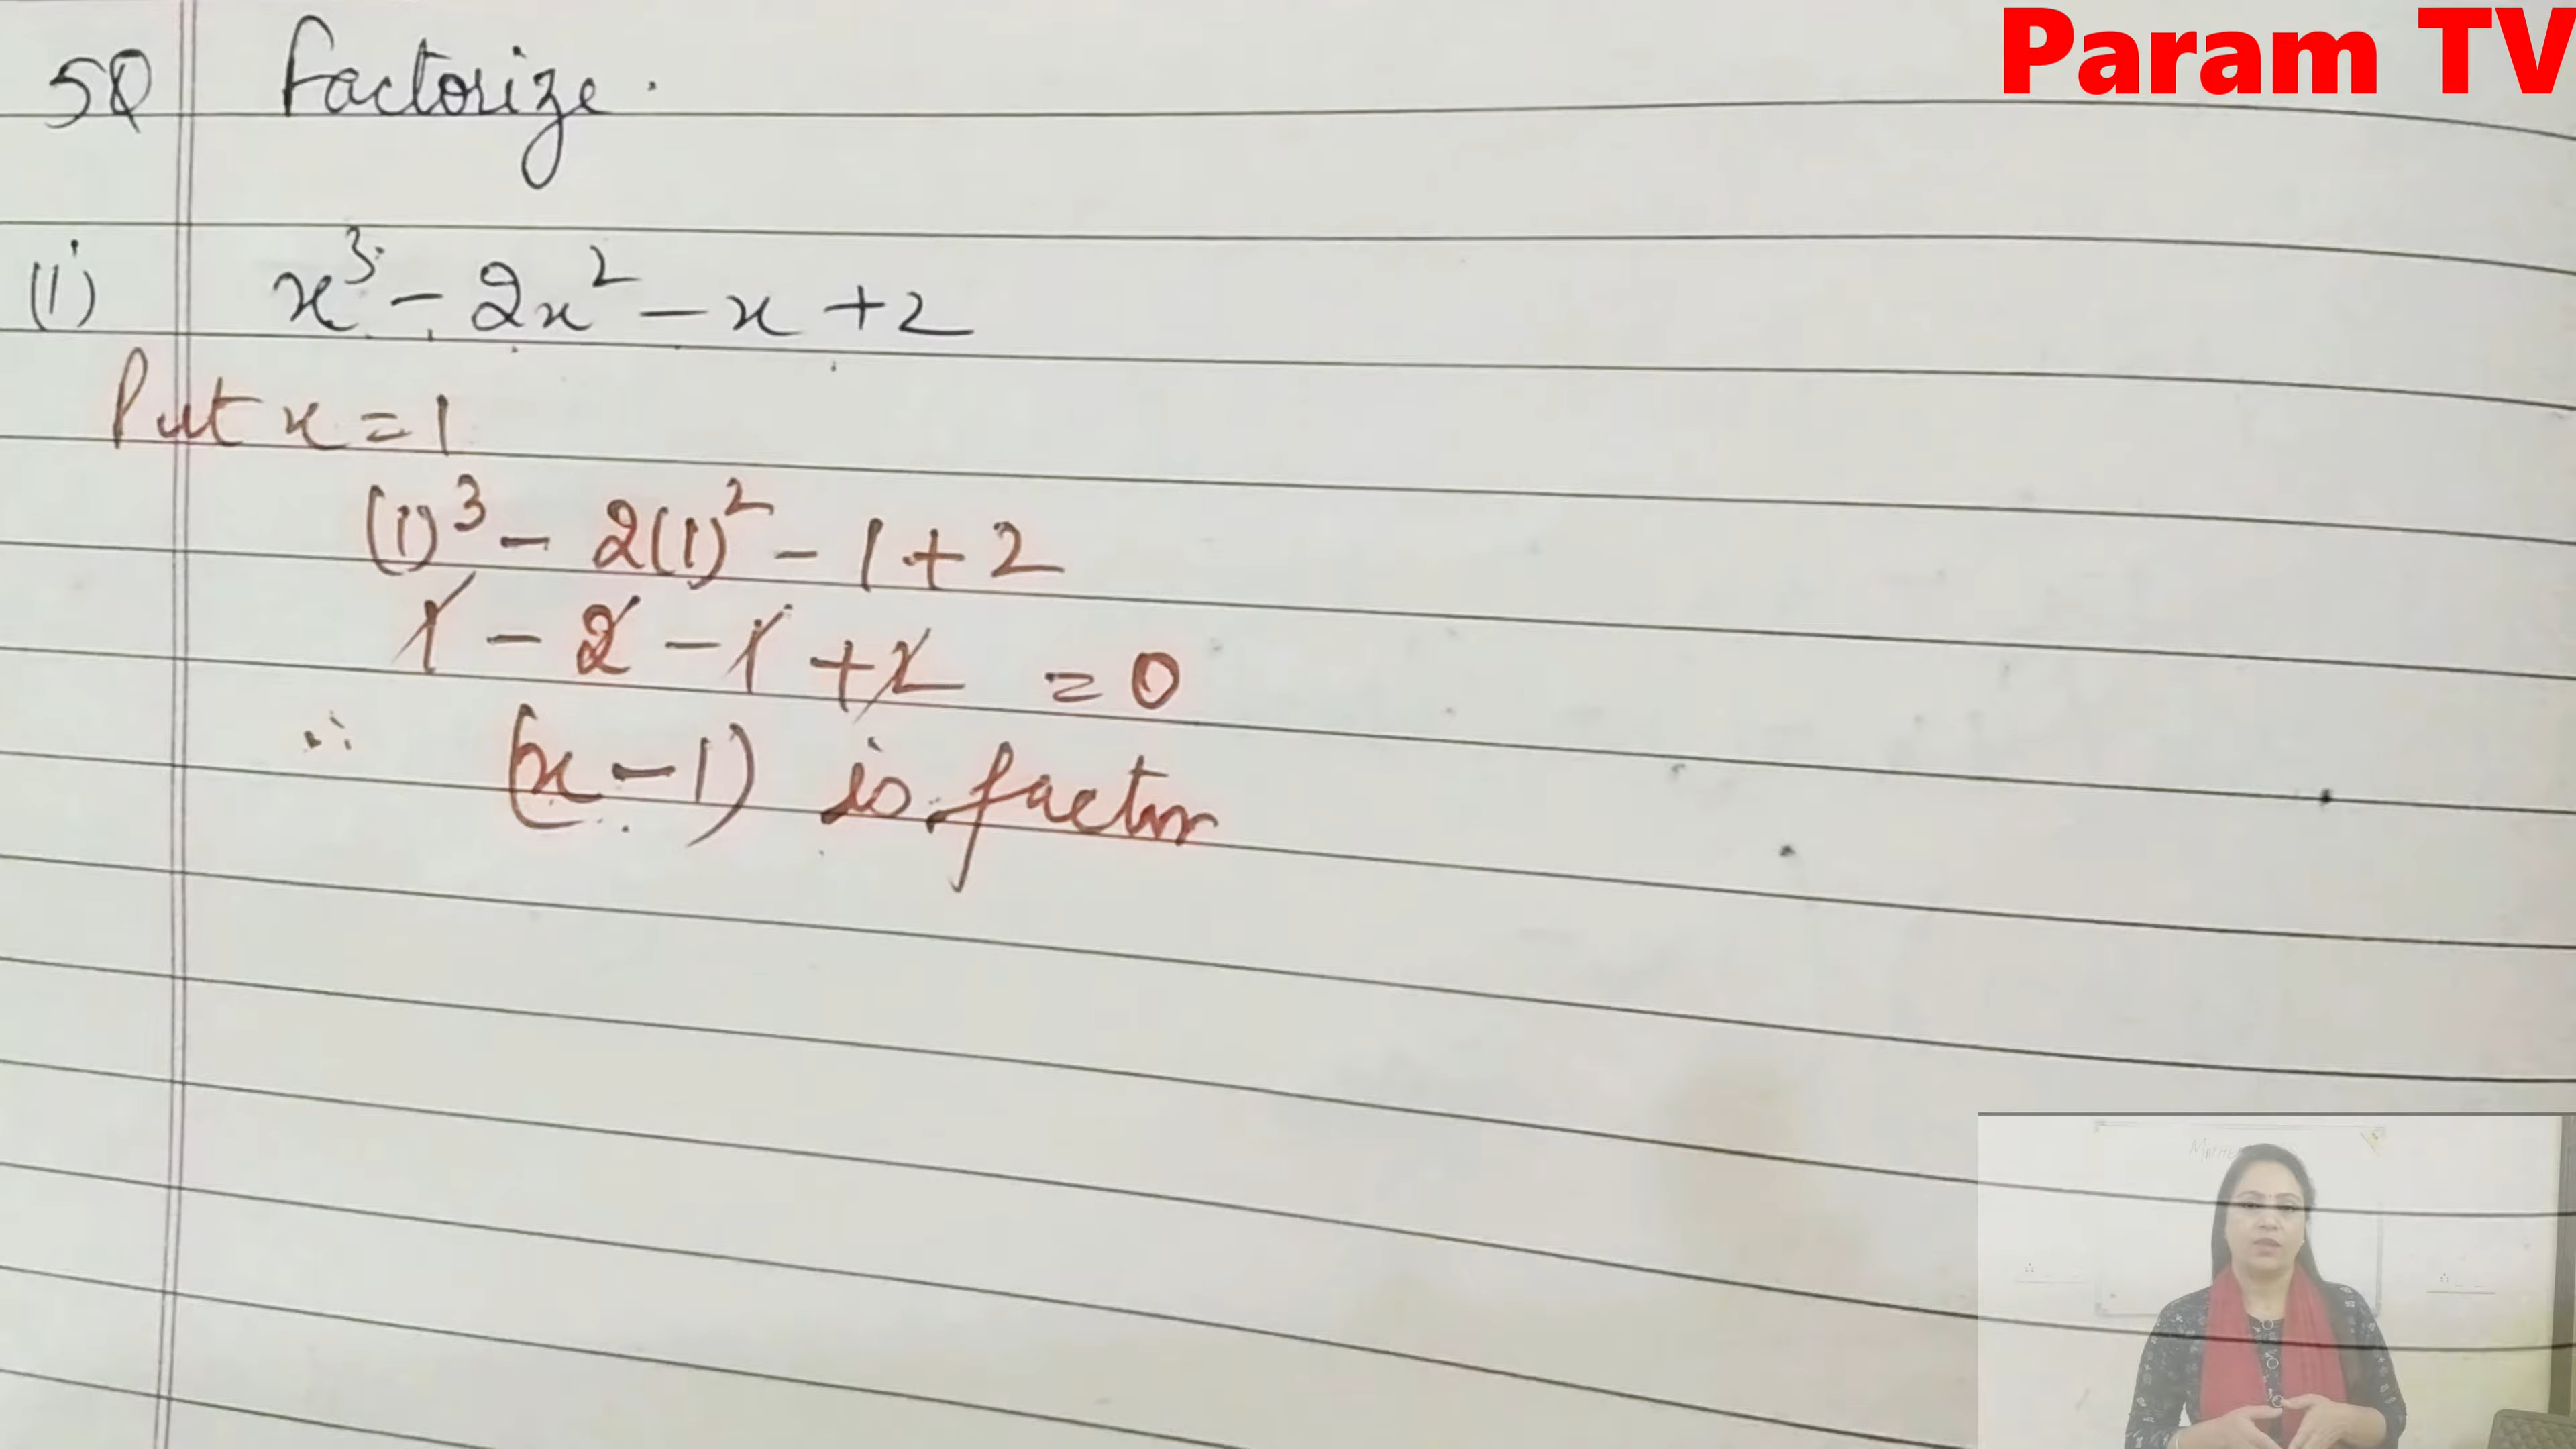 Param TV
5Q Factorize.
(i) x³ - 2x² - x + 2
Put x = 1
(1)³ - 2(1)² - 1 + 2
1 - 2 - 1 + 2 = 0
∴ (x - 1) is factor